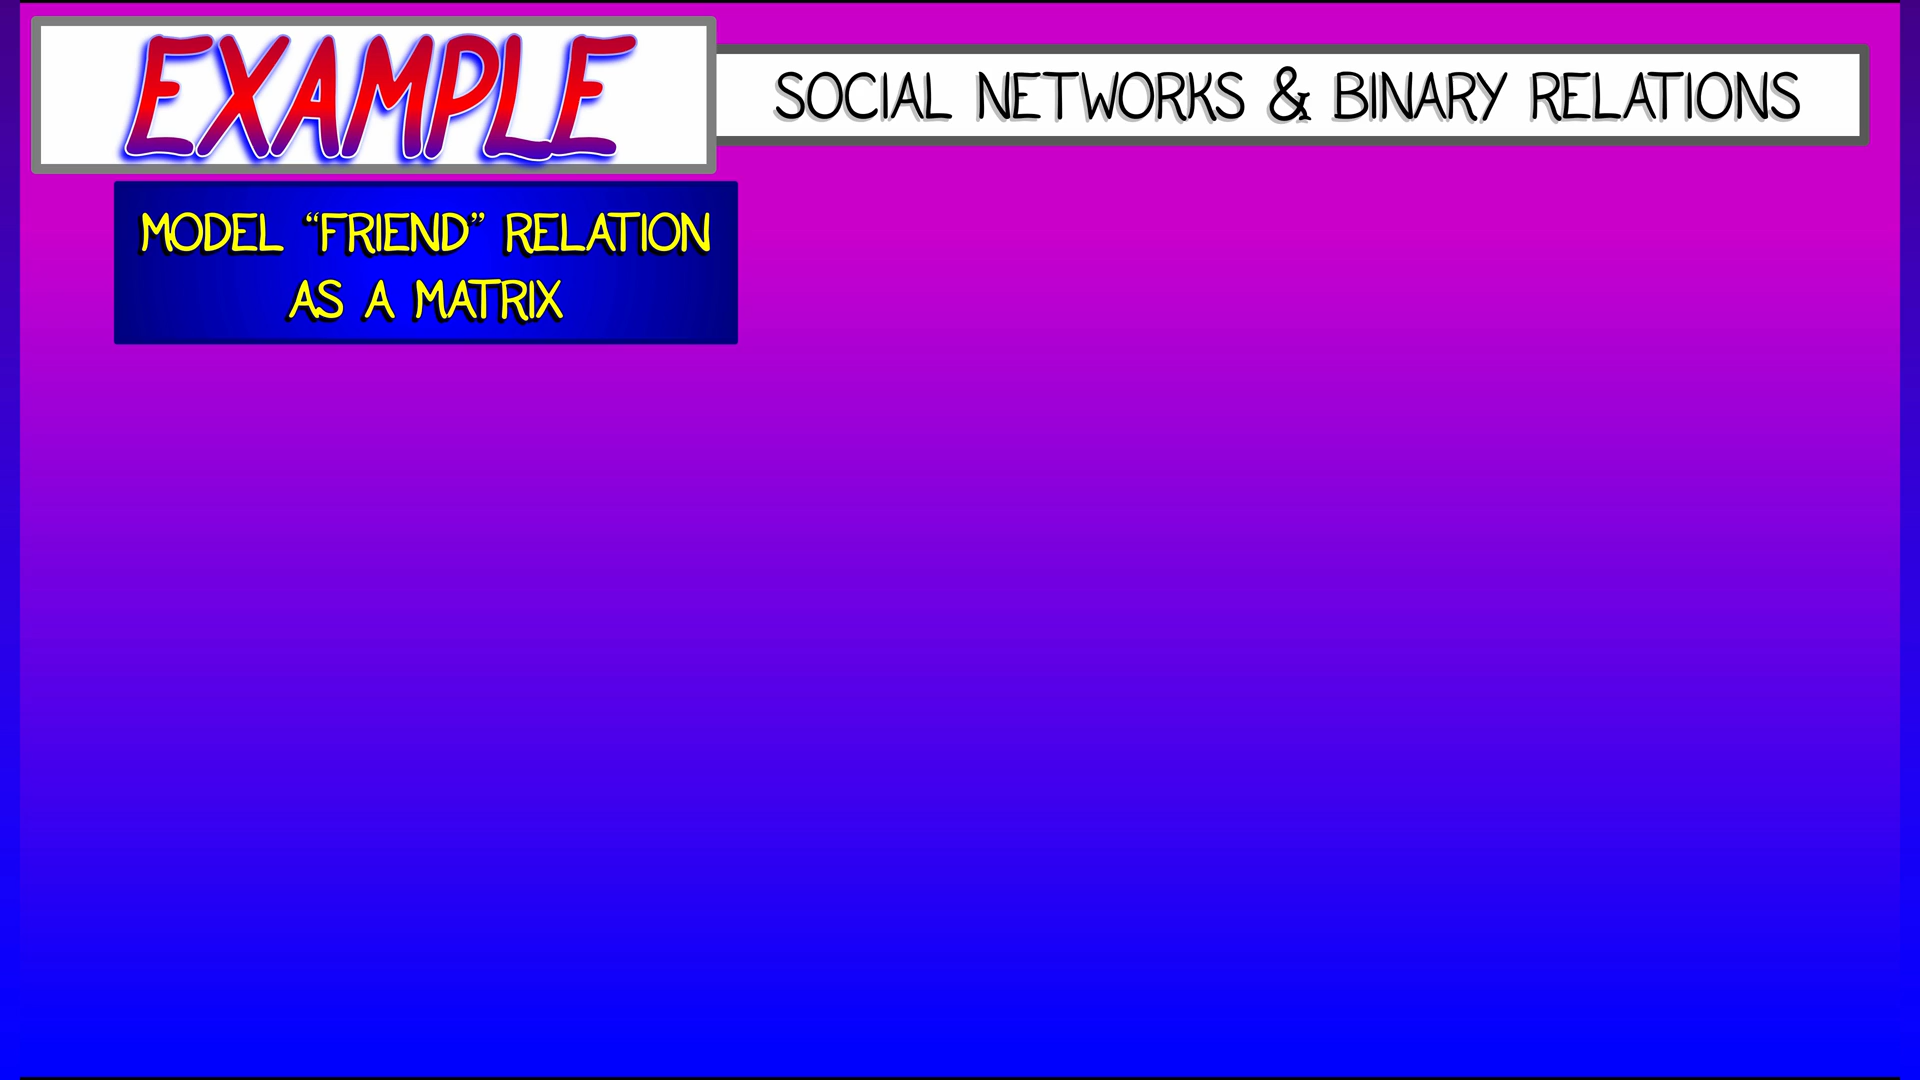 EXAMPLE
SOCIAL NETWORKS & BINARY RELATIONS
MODEL “FRIEND” RELATION
AS A MATRIX